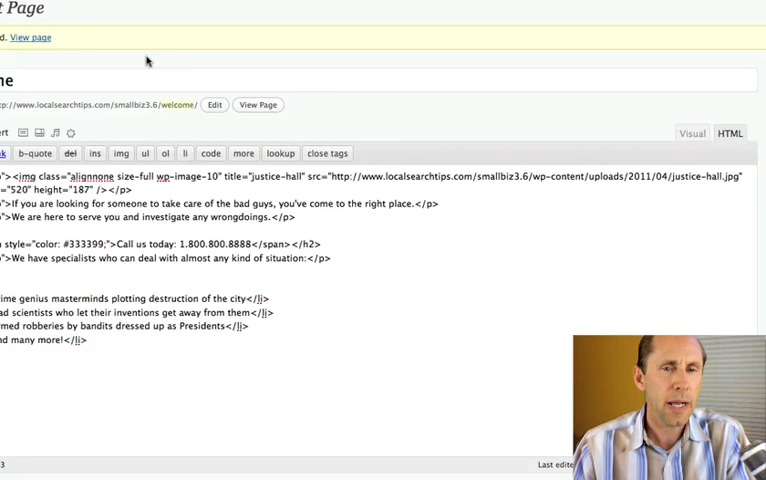 t Page
d. View page
ne
tp://www.localsearchtips.com/smallbiz3.6/welcome/ Edit View Page
ert Visual HTML
nk b-quote del ins img ul ol li code more lookup close tags
"><img class="alignnone size-full wp-image-10" title="justice-hall" src="http://www.localsearchtips.com/smallbiz3.6/wp-content/uploads/2011/04/justice-hall.jpg"
="520" height="187" /></p>
">If you are looking for someone to take care of the bad guys, you've come to the right place.</p>
">We are here to serve you and investigate any wrongdoings.</p>
n style="color: #333399;">Call us today: 1.800.800.8888</span></h2>
">We have specialists who can deal with almost any kind of situation:</p>
rime genius masterminds plotting destruction of the city</li>
ad scientists who let their inventions get away from them</li>
rmed robberies by bandits dressed up as Presidents</li>
nd many more!</li>
3 Last edite